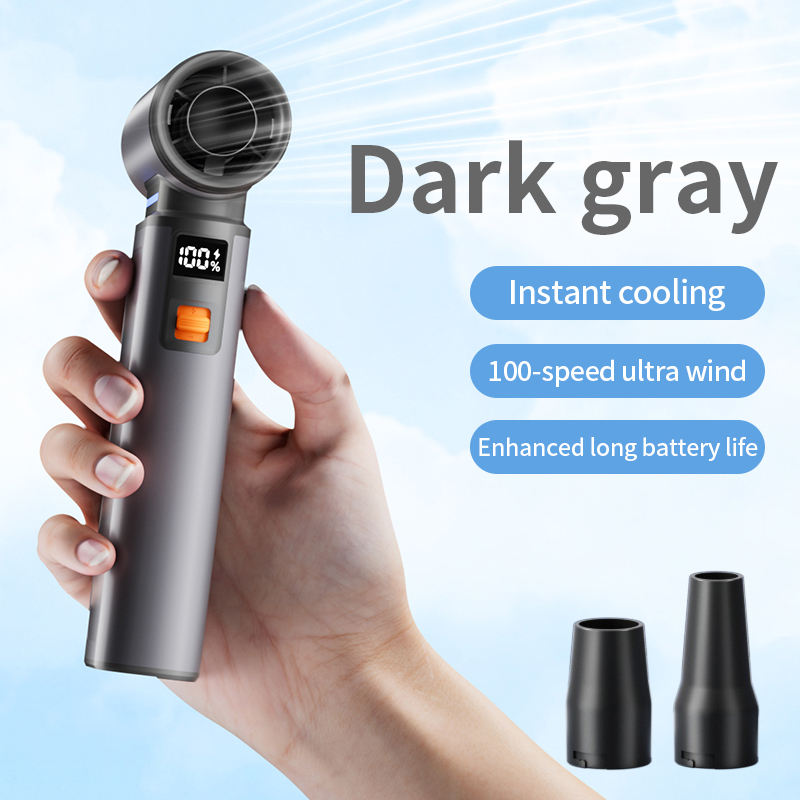 100%
Dark gray
Instant cooling
100-speed ultra wind
Enhanced long battery life